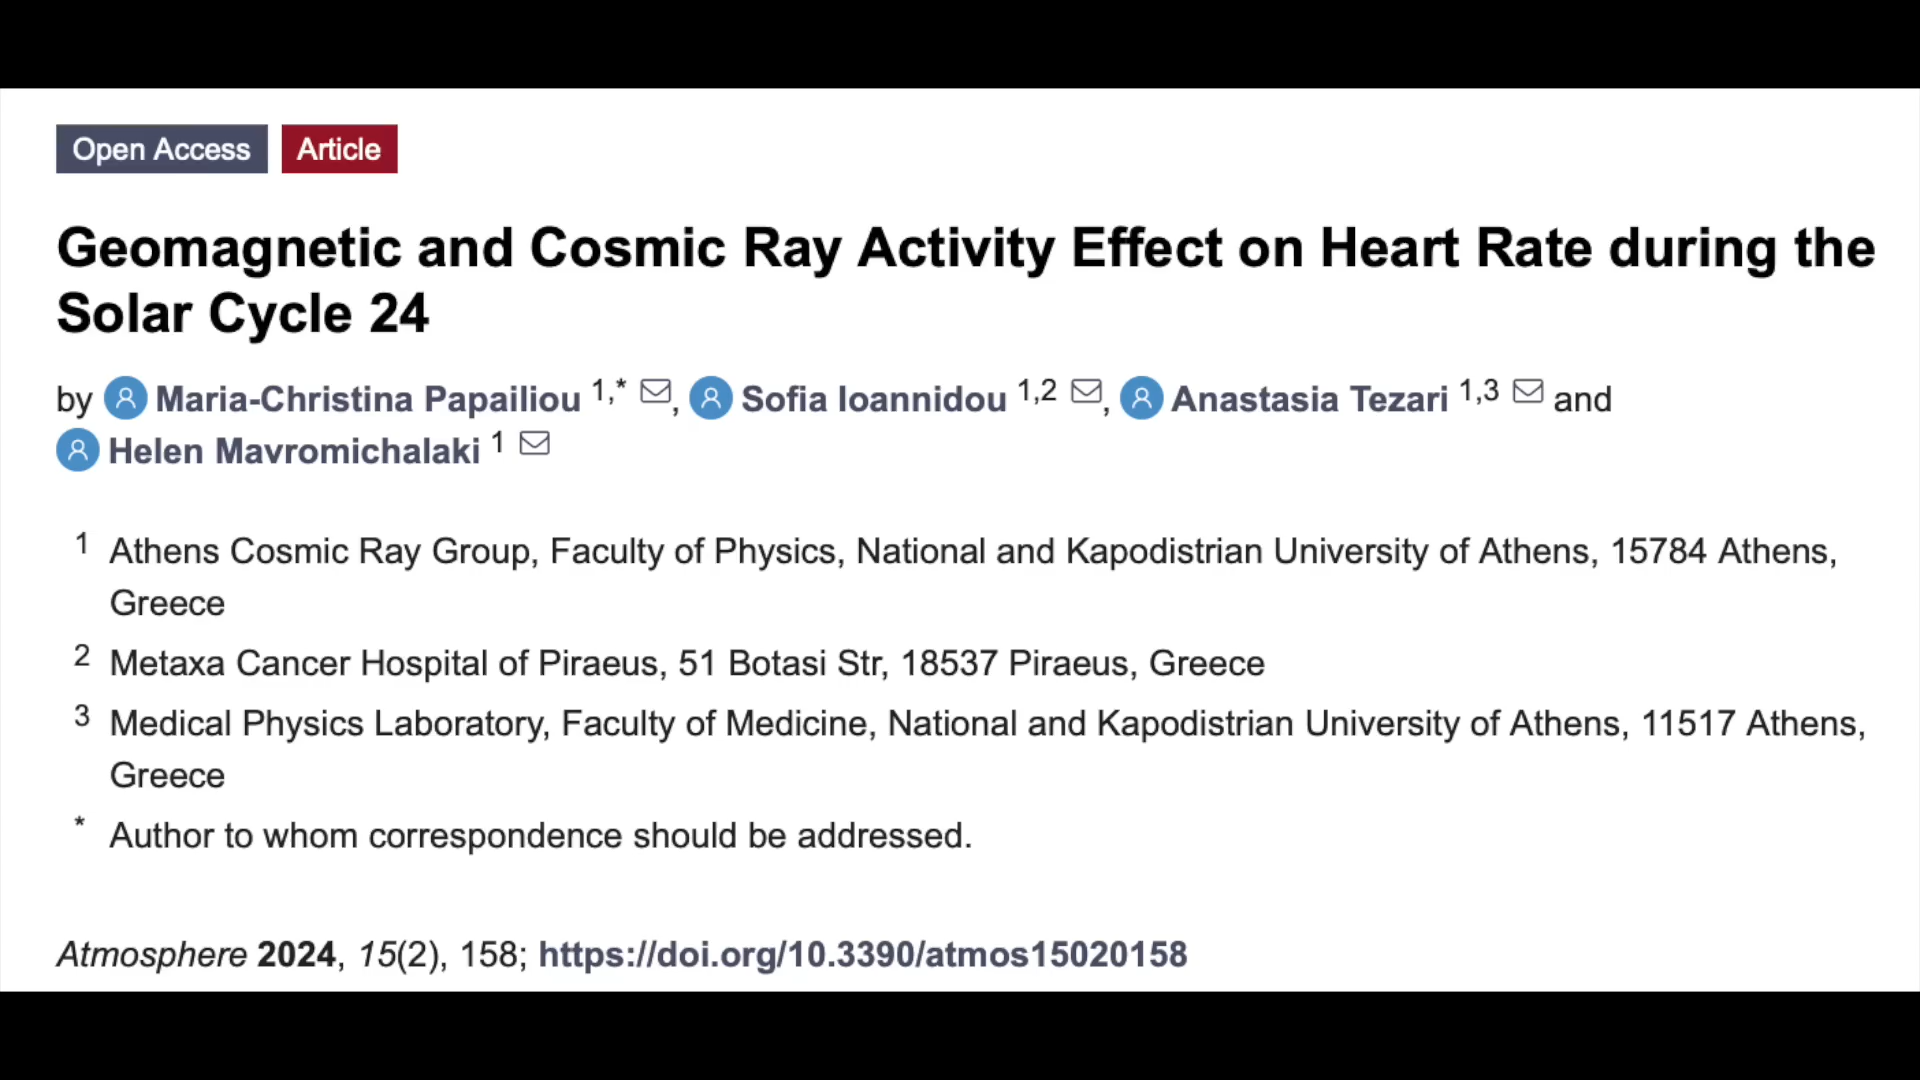 Open Access Article
Geomagnetic and Cosmic Ray Activity Effect on Heart Rate during the
Solar Cycle 24
by Maria-Christina Papailiou 1,* , Sofia Ioannidou 1,2 , Anastasia Tezari 1,3 and
Helen Mavromichalaki 1
1 Athens Cosmic Ray Group, Faculty of Physics, National and Kapodistrian University of Athens, 15784 Athens,
Greece
2 Metaxa Cancer Hospital of Piraeus, 51 Botasi Str, 18537 Piraeus, Greece
3 Medical Physics Laboratory, Faculty of Medicine, National and Kapodistrian University of Athens, 11517 Athens,
Greece
* Author to whom correspondence should be addressed.
Atmosphere 2024, 15(2), 158; https://doi.org/10.3390/atmos15020158